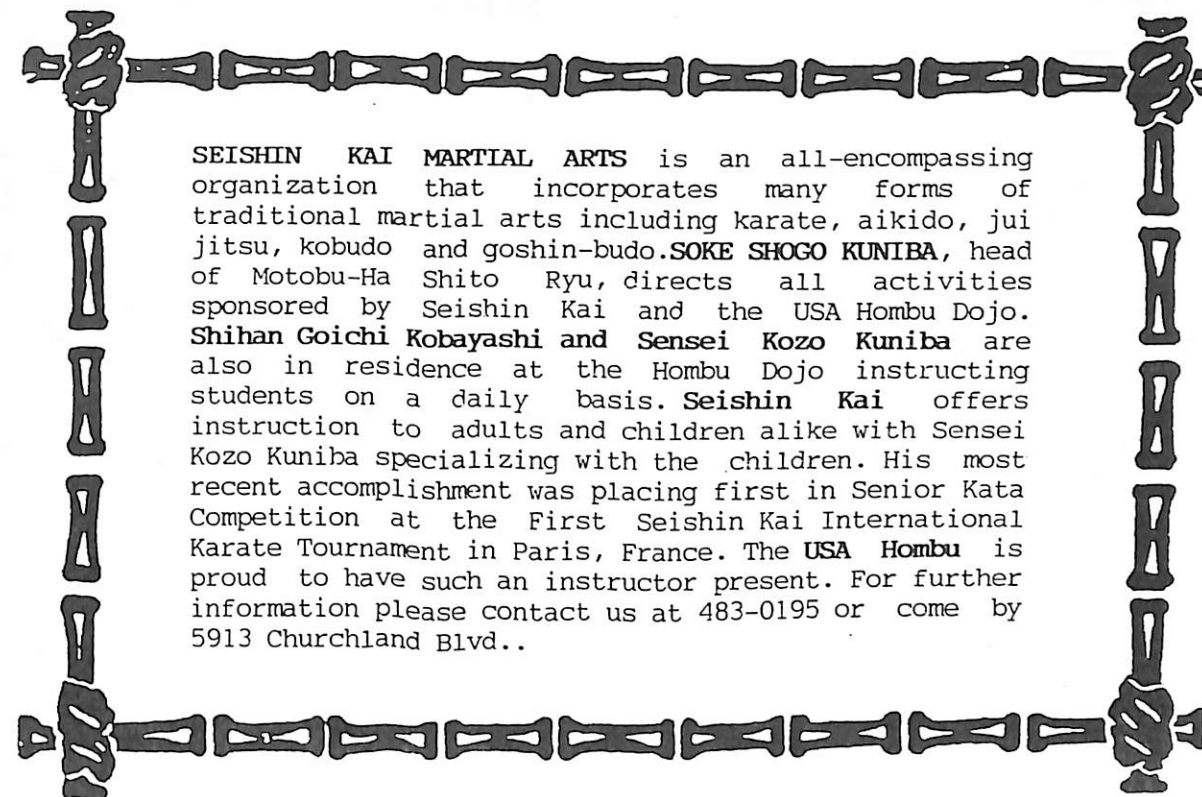 SEISHIN KAI MARTIAL ARTS is an all-encompassing
organization that incorporates many forms of
traditional martial arts including karate, aikido, jui
jitsu, kobudo and goshin-budo.SOKE SHOGO KUNIBA, head
of Motobu-Ha Shito Ryu, directs all activities
sponsored by Seishin Kai and the USA Hombu Dojo.
Shihan Goichi Kobayashi and Sensei Kozo Kuniba are
also in residence at the Hombu Dojo instructing
students on a daily basis. Seishin Kai offers
instruction to adults and children alike with Sensei
Kozo Kuniba specializing with the children. His most
recent accomplishment was placing first in Senior Kata
Competition at the First Seishin Kai International
Karate Tournament in Paris, France. The USA Hombu is
proud to have such an instructor present. For further
information please contact us at 483-0195 or come by
5913 Churchland Blvd..